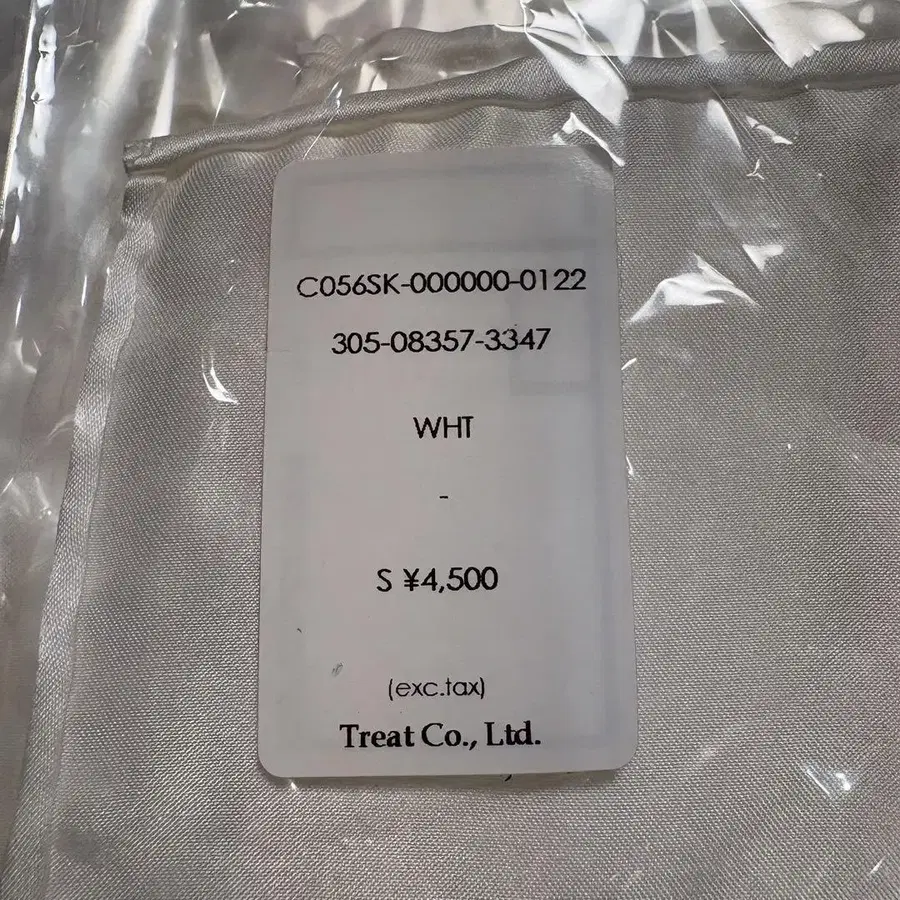 C056SK-000000-0122
305-08357-3347
WHT
-
S ¥4,500
(exc.tax)
Treat Co., Ltd.